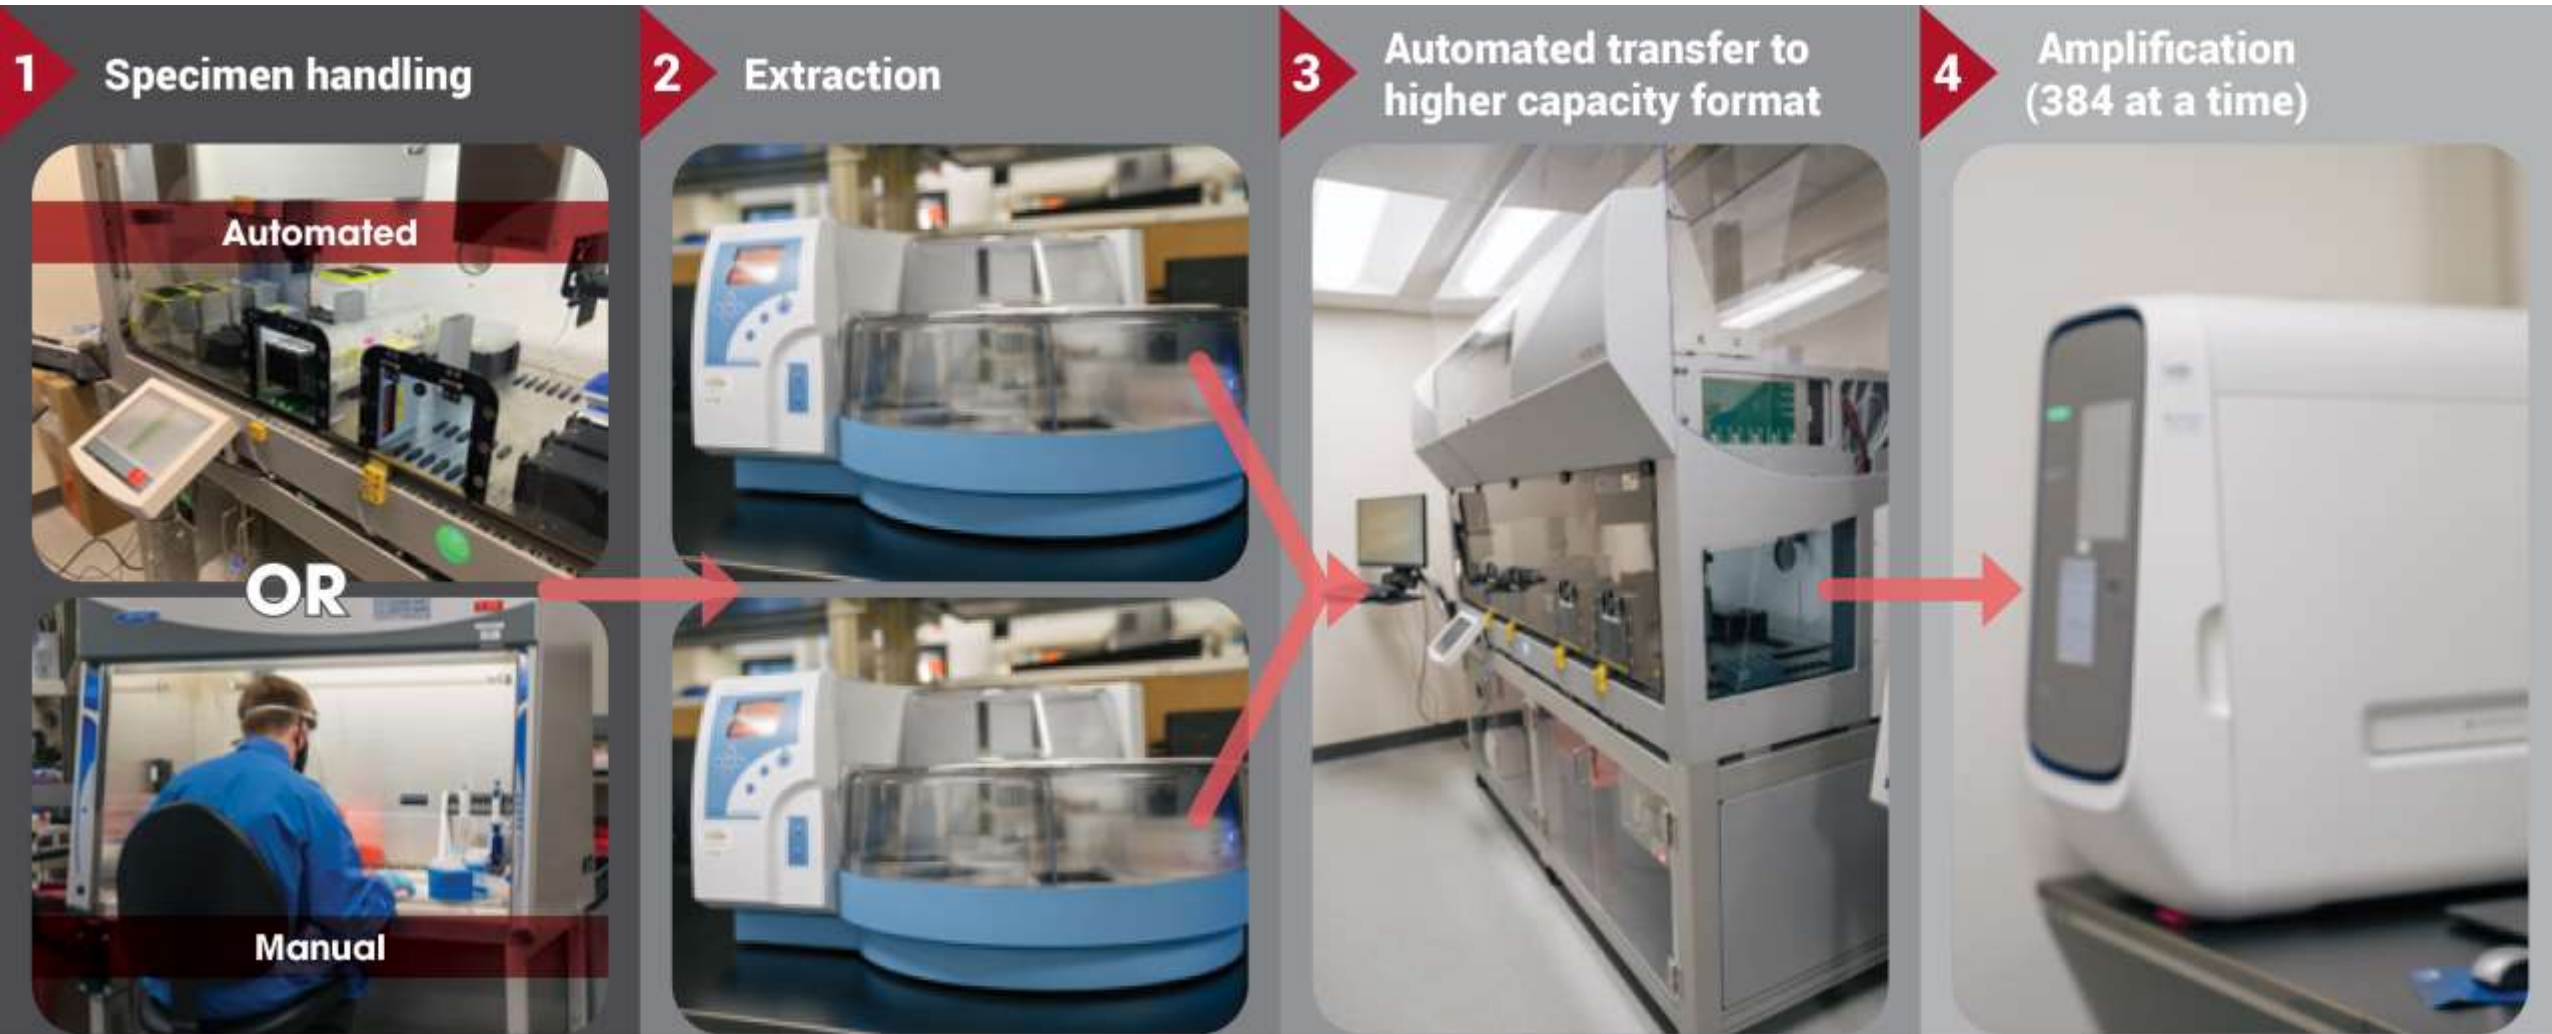 1
Specimen handling
Automated
OR
Manual
2
Extraction
3
Automated transfer to
higher capacity format
4
Amplification
(384 at a time)